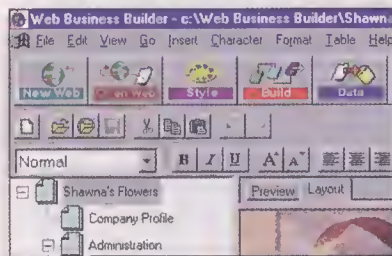 Web Business Builder - c:\Web Business Builder\Shawna
File Edit View Go Insert Character Format Table Help
New Web Open Web Style Build Data
Normal B I U A A
Shawna's Flowers Preview Layout
Company Profile
Administration